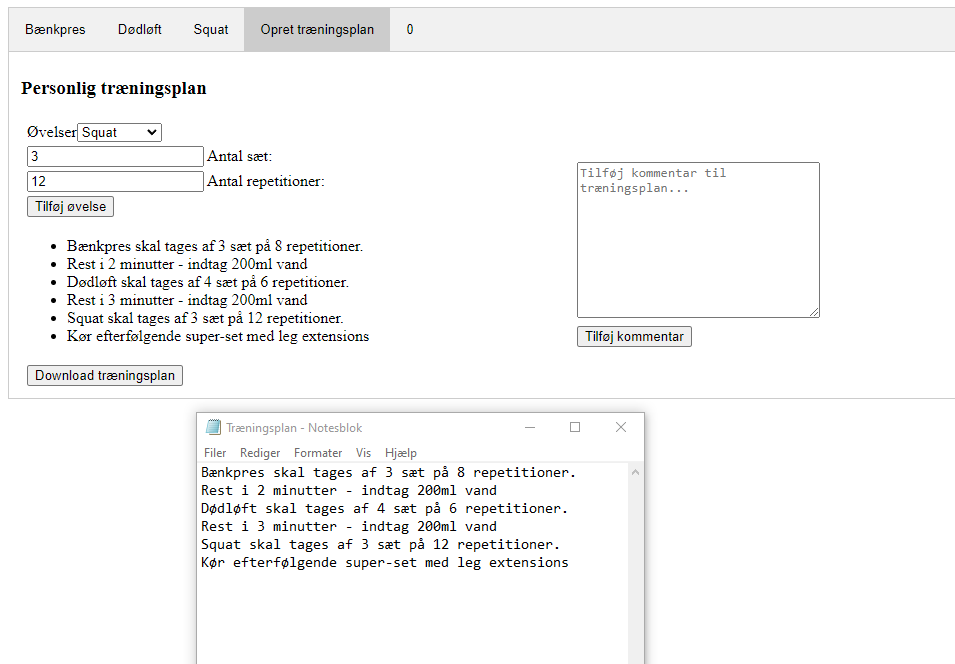 Bænkpres Dødløft Squat Opret træningsplan 0
Personlig træningsplan
Øvelser Squat
3 Antal sæt:
12 Antal repetitioner:
Tilføj øvelse
Bænkpres skal tages af 3 sæt på 8 repetitioner.
Rest i 2 minutter - indtag 200ml vand
Dødløft skal tages af 4 sæt på 6 repetitioner.
Rest i 3 minutter - indtag 200ml vand
Squat skal tages af 3 sæt på 12 repetitioner.
Kør efterfølgende super-set med leg extensions
Download træningsplan
Tilføj kommentar til
træningsplan...
Tilføj kommentar
Træningsplan - Notesblok
Filer Rediger Formater Vis Hjælp
Bænkpres skal tages af 3 sæt på 8 repetitioner.
Rest i 2 minutter - indtag 200ml vand
Dødløft skal tages af 4 sæt på 6 repetitioner.
Rest i 3 minutter - indtag 200ml vand
Squat skal tages af 3 sæt på 12 repetitioner.
Kør efterfølgende super-set med leg extensions